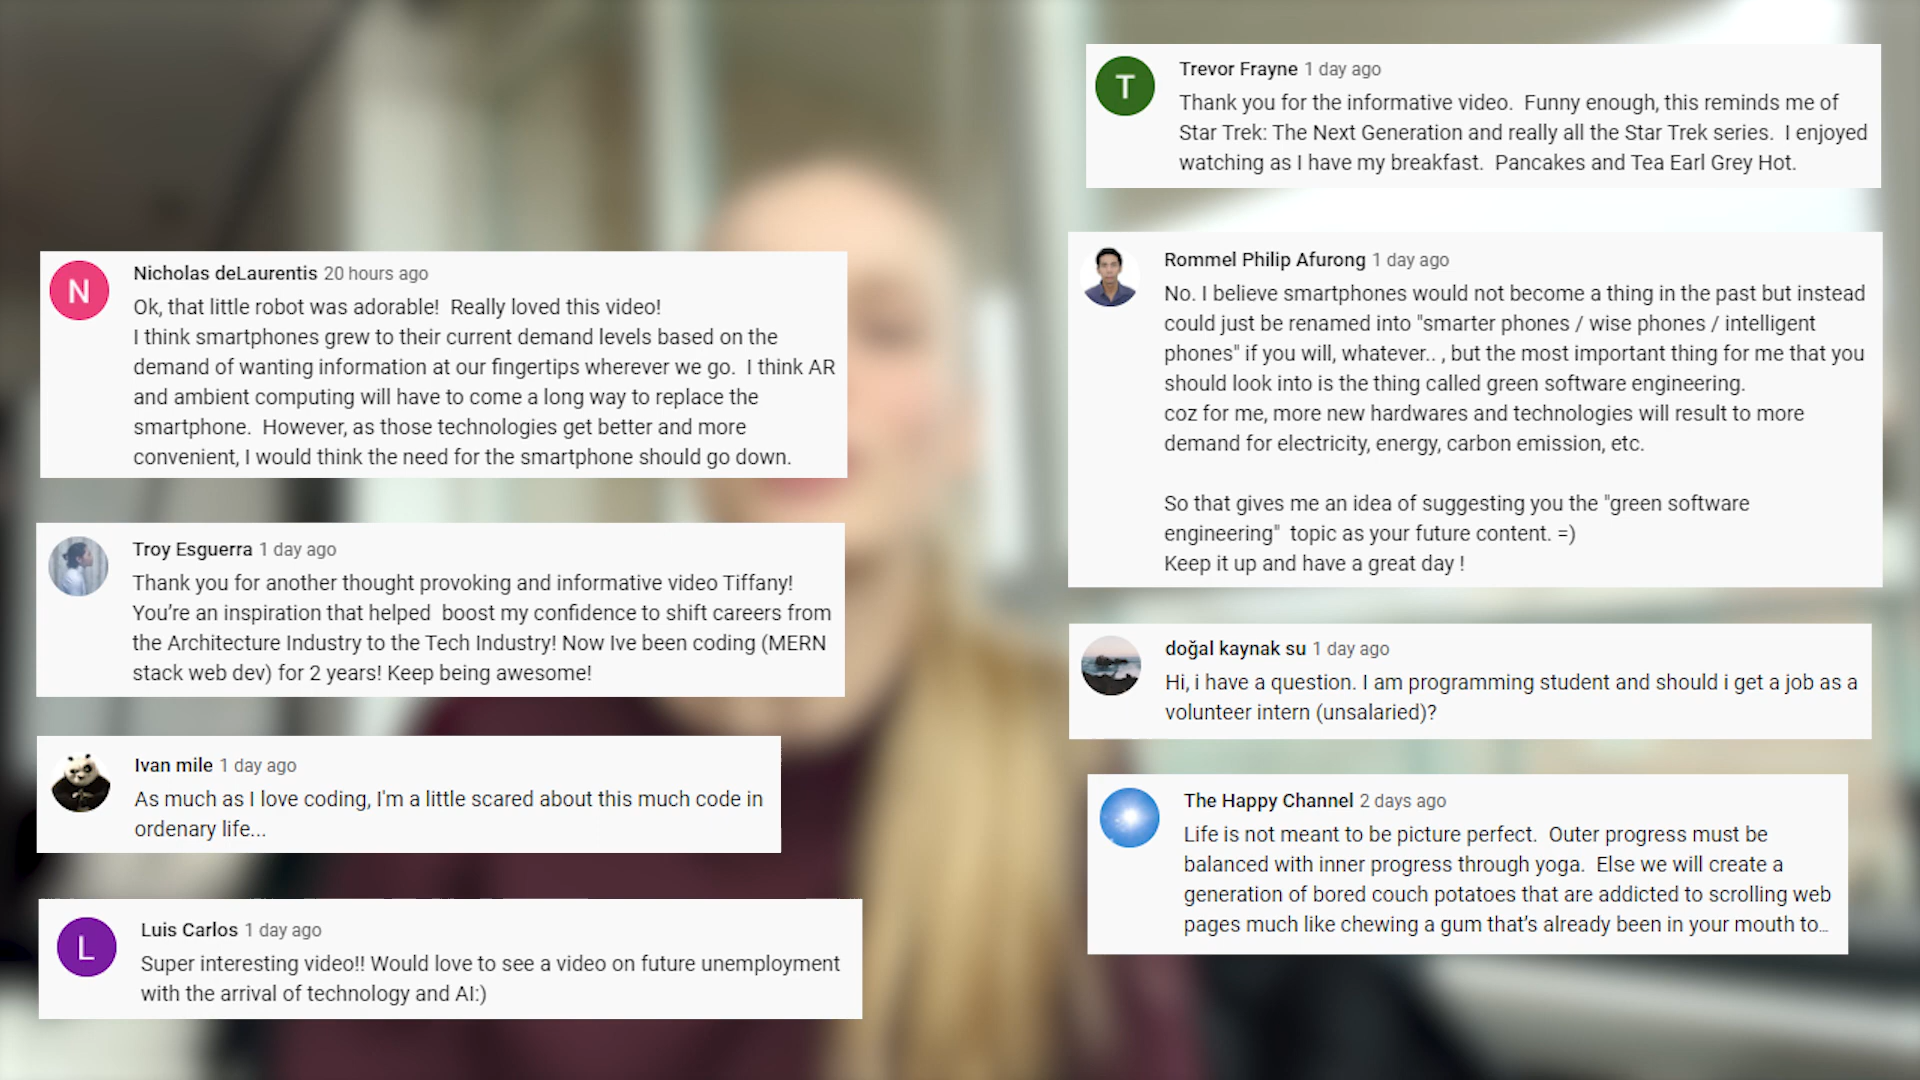 N
Nicholas deLaurentis 20 hours ago
Ok, that little robot was adorable!  Really loved this video!
I think smartphones grew to their current demand levels based on the
demand of wanting information at our fingertips wherever we go.  I think AR
and ambient computing will have to come a long way to replace the
smartphone.  However, as those technologies get better and more
convenient, I would think the need for the smartphone should go down.
Troy Esguerra 1 day ago
Thank you for another thought provoking and informative video Tiffany!
You’re an inspiration that helped  boost my confidence to shift careers from
the Architecture Industry to the Tech Industry! Now Ive been coding (MERN
stack web dev) for 2 years! Keep being awesome!
Ivan mile 1 day ago
As much as I love coding, I'm a little scared about this much code in
ordenary life...
L
Luis Carlos 1 day ago
Super interesting video!! Would love to see a video on future unemployment
with the arrival of technology and AI:)
T
Trevor Frayne 1 day ago
Thank you for the informative video.  Funny enough, this reminds me of
Star Trek: The Next Generation and really all the Star Trek series.  I enjoyed
watching as I have my breakfast.  Pancakes and Tea Earl Grey Hot.
Rommel Philip Afurong 1 day ago
No. I believe smartphones would not become a thing in the past but instead
could just be renamed into "smarter phones / wise phones / intelligent
phones" if you will, whatever.. , but the most important thing for me that you
should look into is the thing called green software engineering.
coz for me, more new hardwares and technologies will result to more
demand for electricity, energy, carbon emission, etc.
So that gives me an idea of suggesting you the "green software
engineering"  topic as your future content. =)
Keep it up and have a great day !
doğal kaynak su 1 day ago
Hi, i have a question. I am programming student and should i get a job as a
volunteer intern (unsalaried)?
The Happy Channel 2 days ago
Life is not meant to be picture perfect.  Outer progress must be
balanced with inner progress through yoga.  Else we will create a
generation of bored couch potatoes that are addicted to scrolling web
pages much like chewing a gum that’s already been in your mouth to...